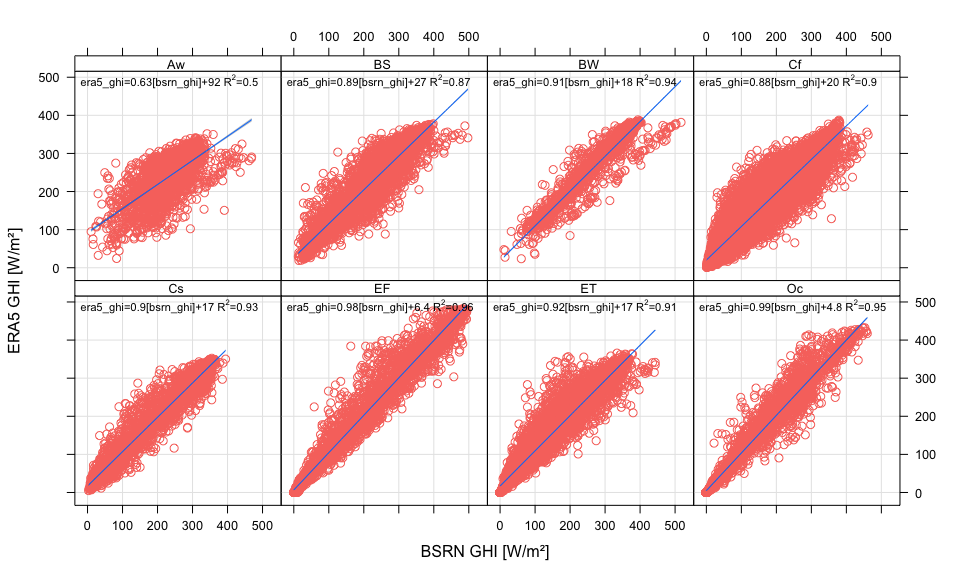 0 100 200 300 400 500 0 100 200 300 400 500
Aw BS BW Cf
era5_ghi=0.63[bsrn_ghi]+92 R²=0.5 era5_ghi=0.89[bsrn_ghi]+27 R²=0.87 era5_ghi=0.91[bsrn_ghi]+18 R²=0.94 era5_ghi=0.88[bsrn_ghi]+20 R²=0.9
500
400
300
200
100
0
ERA5 GHI [W/m²]
Cs EF ET Oc
era5_ghi=0.9[bsrn_ghi]+17 R²=0.93 era5_ghi=0.98[bsrn_ghi]+6.4 R²=0.96 era5_ghi=0.92[bsrn_ghi]+17 R²=0.91 era5_ghi=0.99[bsrn_ghi]+4.8 R²=0.95
500
400
300
200
100
0
0 100 200 300 400 500 0 100 200 300 400 500
BSRN GHI [W/m²]